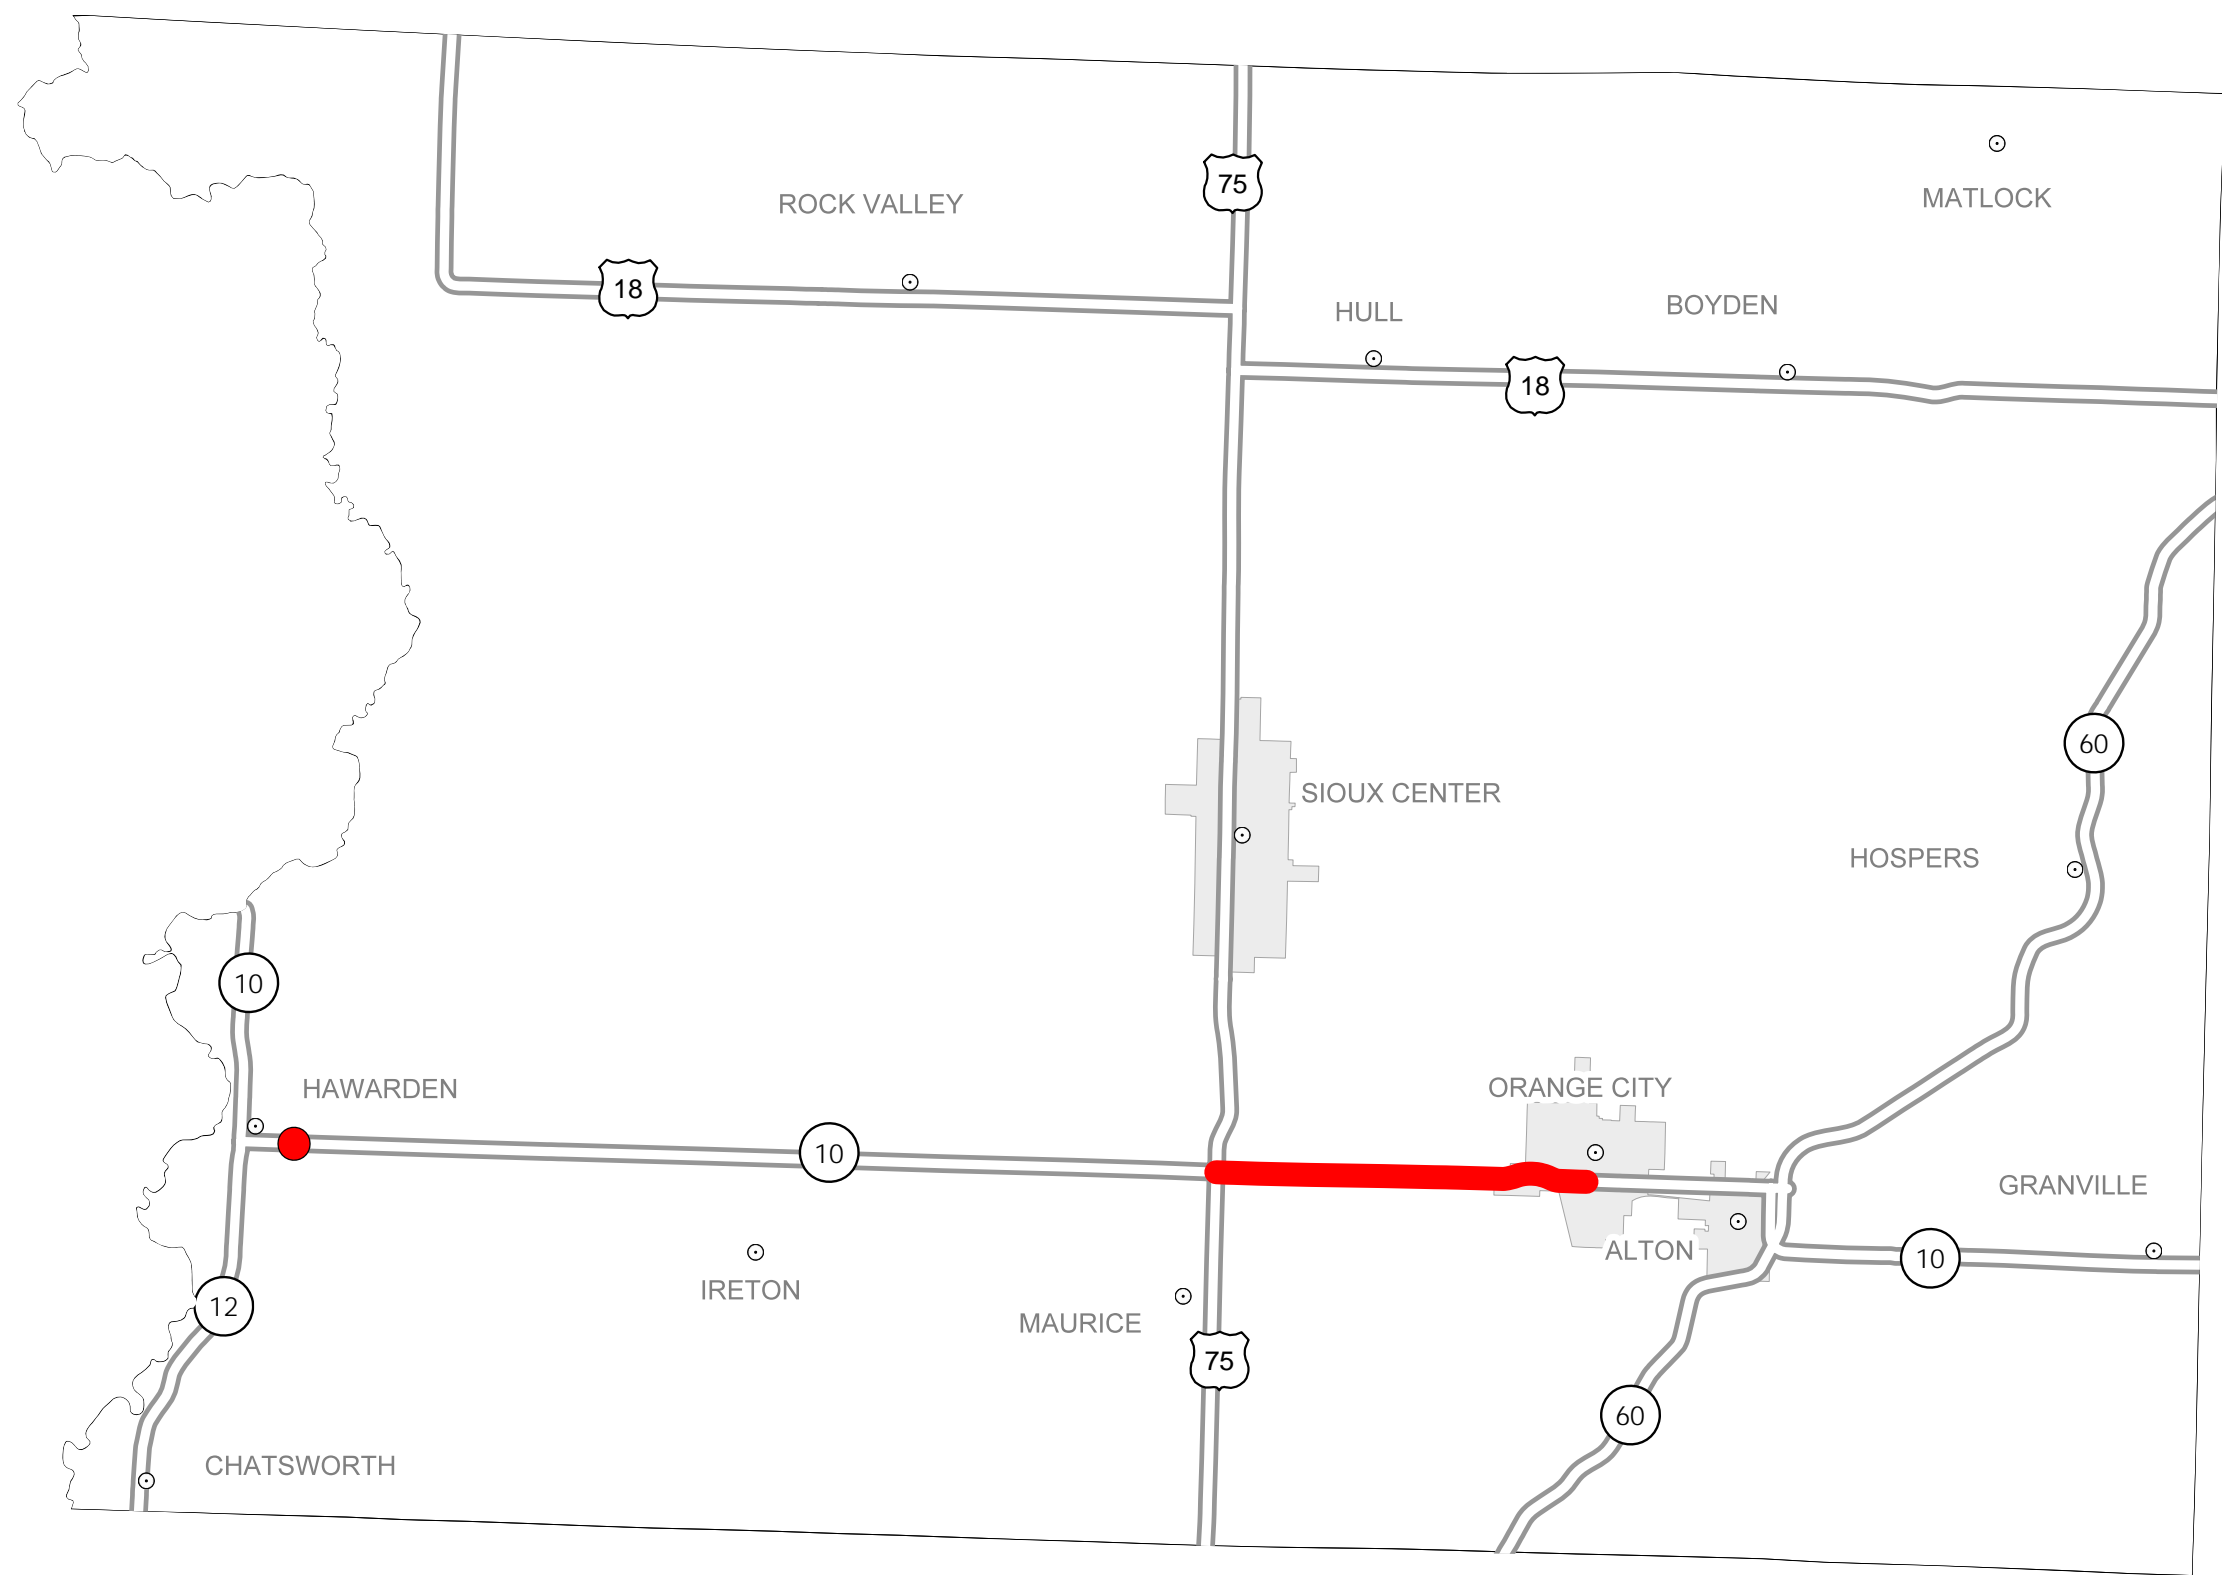 75
MATLOCK
ROCK VALLEY
18
HULL
BOYDEN
18
60
SIOUX CENTER
HOSPERS
10
HAWARDEN
ORANGE CITY
10
GRANVILLE
ALTON
10
IRETON
12
MAURICE
75
60
CHATSWORTH